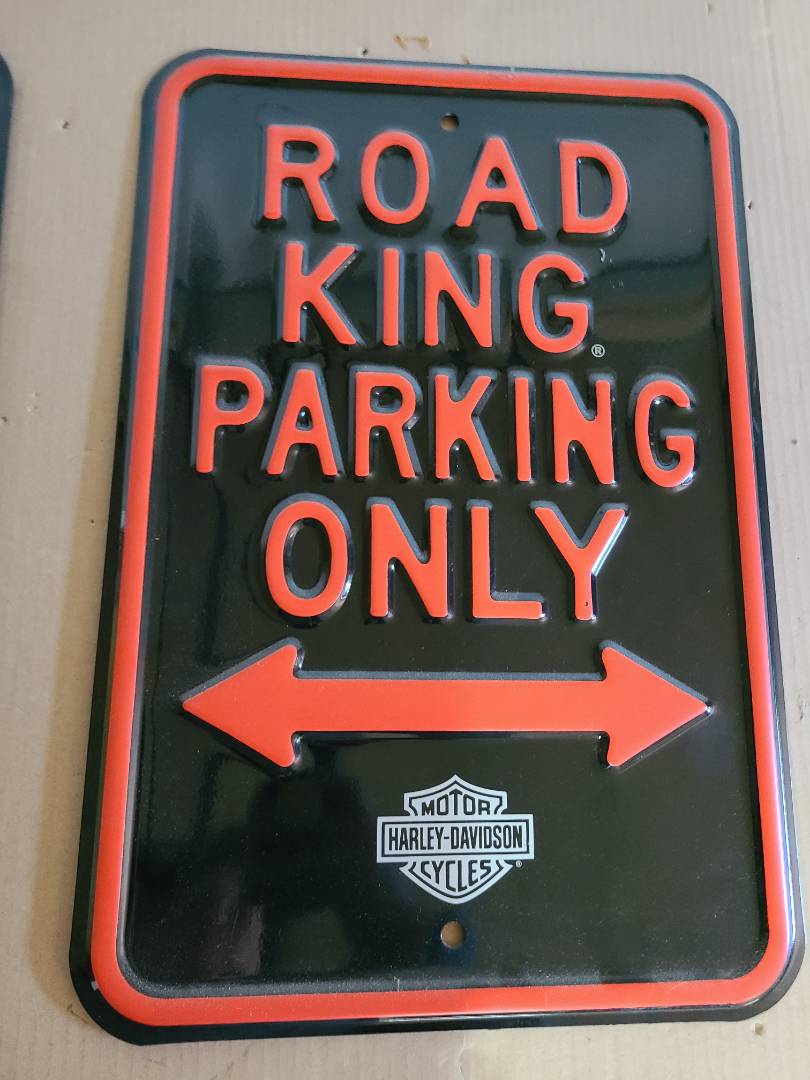 ROAD
KING®
PARKING
ONLY
MOTOR
HARLEY-DAVIDSON
CYCLES®